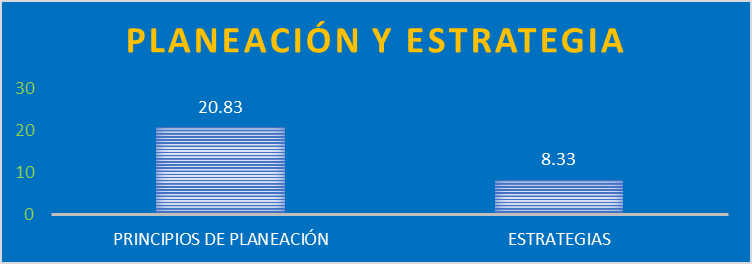 PLANEACIÓN Y ESTRATEGIA
30
20
10
0
20.83
8.33
PRINCIPIOS DE PLANEACIÓN
ESTRATEGIAS